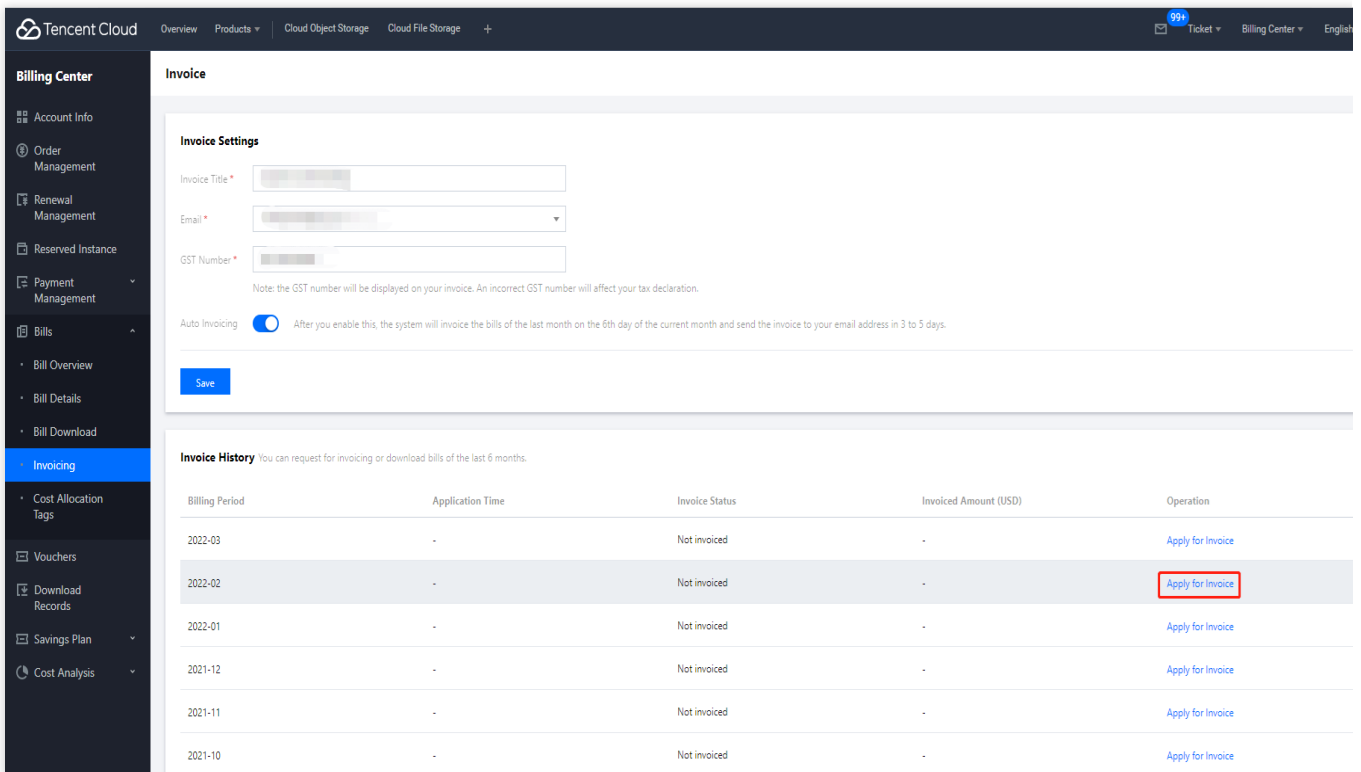 Tencent Cloud Overview Products Cloud Object Storage Cloud File Storage + 99+ Ticket Billing Center English
Billing Center
Account Info
Order
Management
Renewal
Management
Reserved Instance
Payment
Management
Bills
Bill Overview
Bill Details
Bill Download
Invoicing
Cost Allocation
Tags
Vouchers
Download
Records
Savings Plan
Cost Analysis
Invoice
Invoice Settings
Invoice Title *
Email *
GST Number *
Note: the GST number will be displayed on your invoice. An incorrect GST number will affect your tax declaration.
Auto Invoicing After you enable this, the system will invoice the bills of the last month on the 6th day of the current month and send the invoice to your email address in 3 to 5 days.
Save
Invoice History You can request for invoicing or download bills of the last 6 months.
Billing Period Application Time Invoice Status Invoiced Amount (USD) Operation
2022-03 - Not invoiced - Apply for Invoice
2022-02 - Not invoiced - Apply for Invoice
2022-01 - Not invoiced - Apply for Invoice
2021-12 - Not invoiced - Apply for Invoice
2021-11 - Not invoiced - Apply for Invoice
2021-10 - Not invoiced - Apply for Invoice